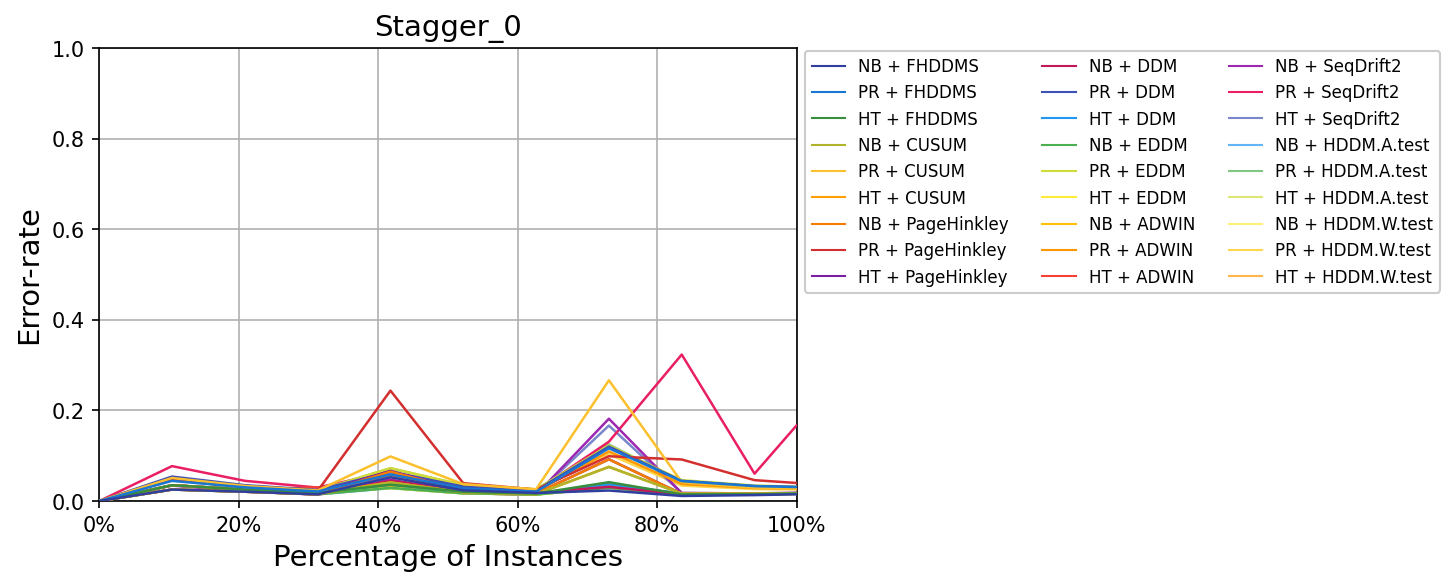 Stagger_0
1.0
0.8
0.6
0.4
0.2
0.0
Error-rate
0% 20% 40% 60% 80% 100%
Percentage of Instances
NB + FHDDMS
PR + FHDDMS
HT + FHDDMS
NB + CUSUM
PR + CUSUM
HT + CUSUM
NB + PageHinkley
PR + PageHinkley
HT + PageHinkley
NB + DDM
PR + DDM
HT + DDM
NB + EDDM
PR + EDDM
HT + EDDM
NB + ADWIN
PR + ADWIN
HT + ADWIN
NB + SeqDrift2
PR + SeqDrift2
HT + SeqDrift2
NB + HDDM.A.test
PR + HDDM.A.test
HT + HDDM.A.test
NB + HDDM.W.test
PR + HDDM.W.test
HT + HDDM.W.test